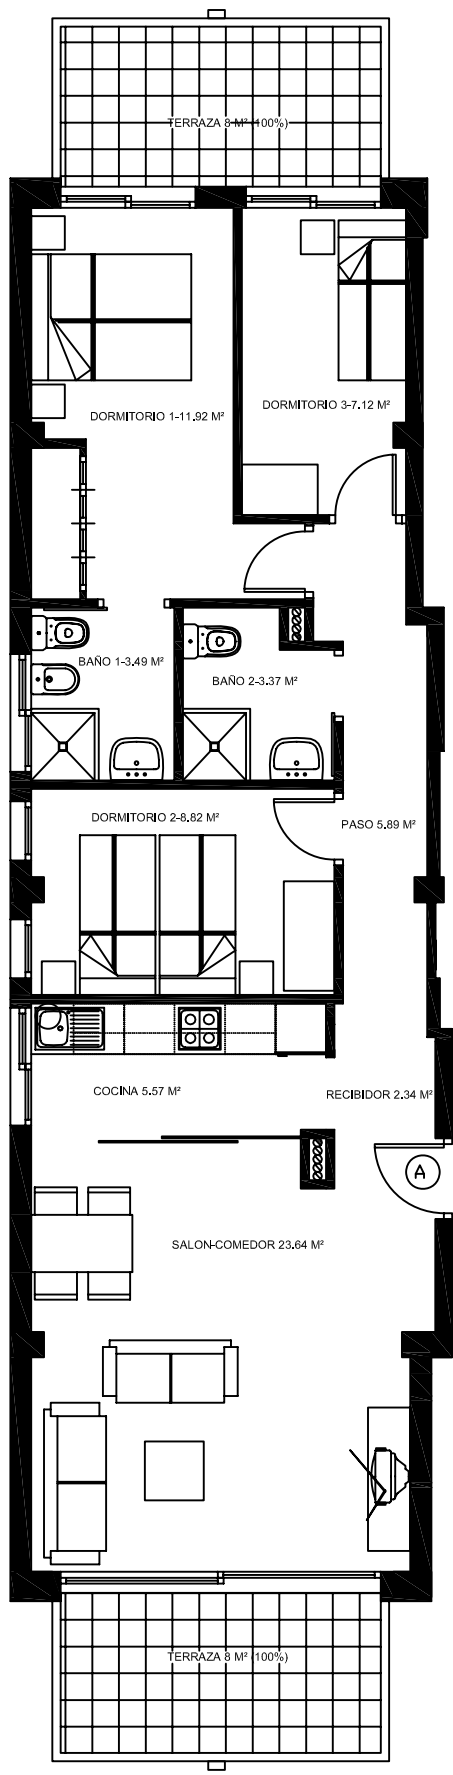 TERRAZA 8 M² (100%)
DORMITORIO 3-7.12 M²
DORMITORIO 1-11.92 M²
BAÑO 1-3.49 M²
BAÑO 2-3.37 M²
DORMITORIO 2-8.82 M²
PASO 5.89 M²
COCINA 5.57 M²
RECIBIDOR 2.34 M²
A
SALON-COMEDOR 23.64 M²
TERRAZA 8 M² (100%)